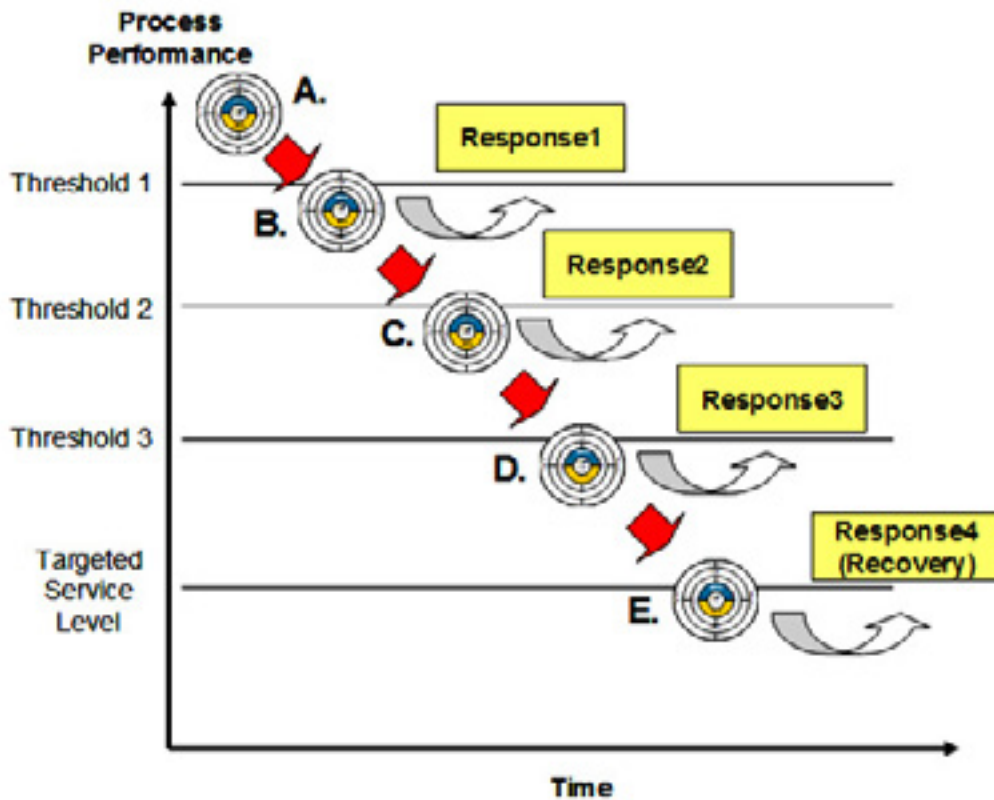 Process
Performance
A.
Response1
Threshold 1
B.
Response2
Threshold 2
C.
Response3
Threshold 3
D.
Response4
(Recovery)
Targeted
Service
Level
E.
Time